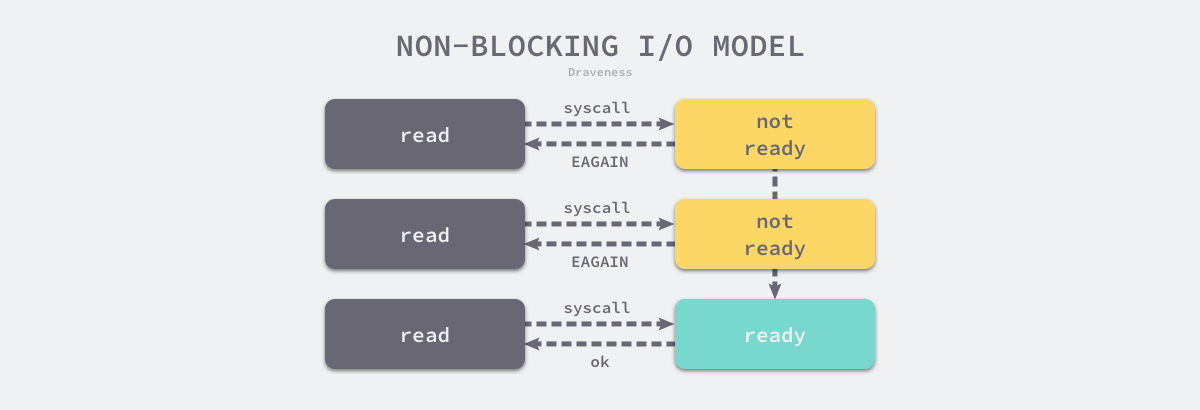 NON-BLOCKING I/O MODEL
Draveness
read
syscall
EAGAIN
not
ready
read
syscall
EAGAIN
not
ready
read
syscall
ok
ready